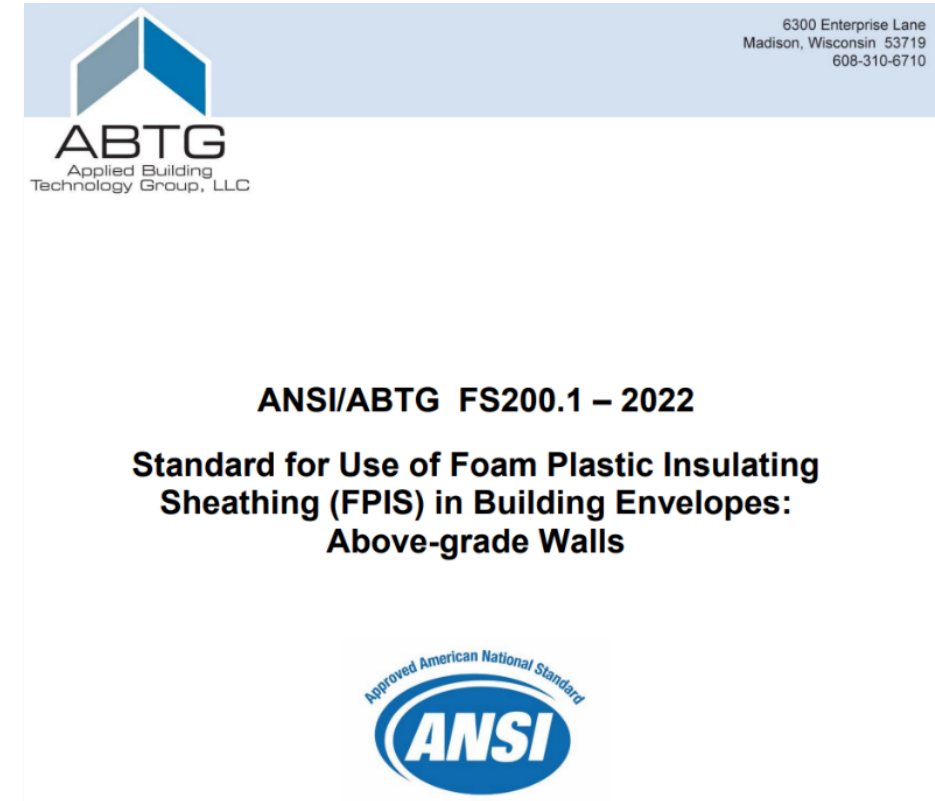 6300 Enterprise Lane
Madison, Wisconsin 53719
608-310-6710
ABTG
Applied Building
Technology Group, LLC
ANSI/ABTG FS200.1 – 2022
Standard for Use of Foam Plastic Insulating
Sheathing (FPIS) in Building Envelopes:
Above-grade Walls
Approved American National Standard
ANSI